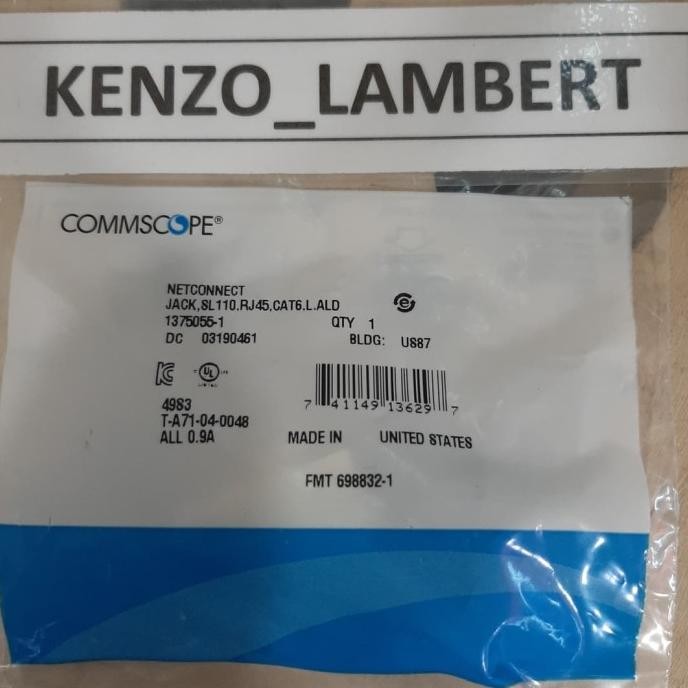 KENZO_LAMBERT
COMMSCOPE®
NETCONNECT
JACK,SL110,RJ45,CAT6,L.ALD
1375055-1 QTY 1
DC 03190461 BLDG: US87
UL
4983
T-A71-04-0048
ALL 0.9A
7 41149 13629 7
MADE IN UNITED STATES
FMT 698832-1